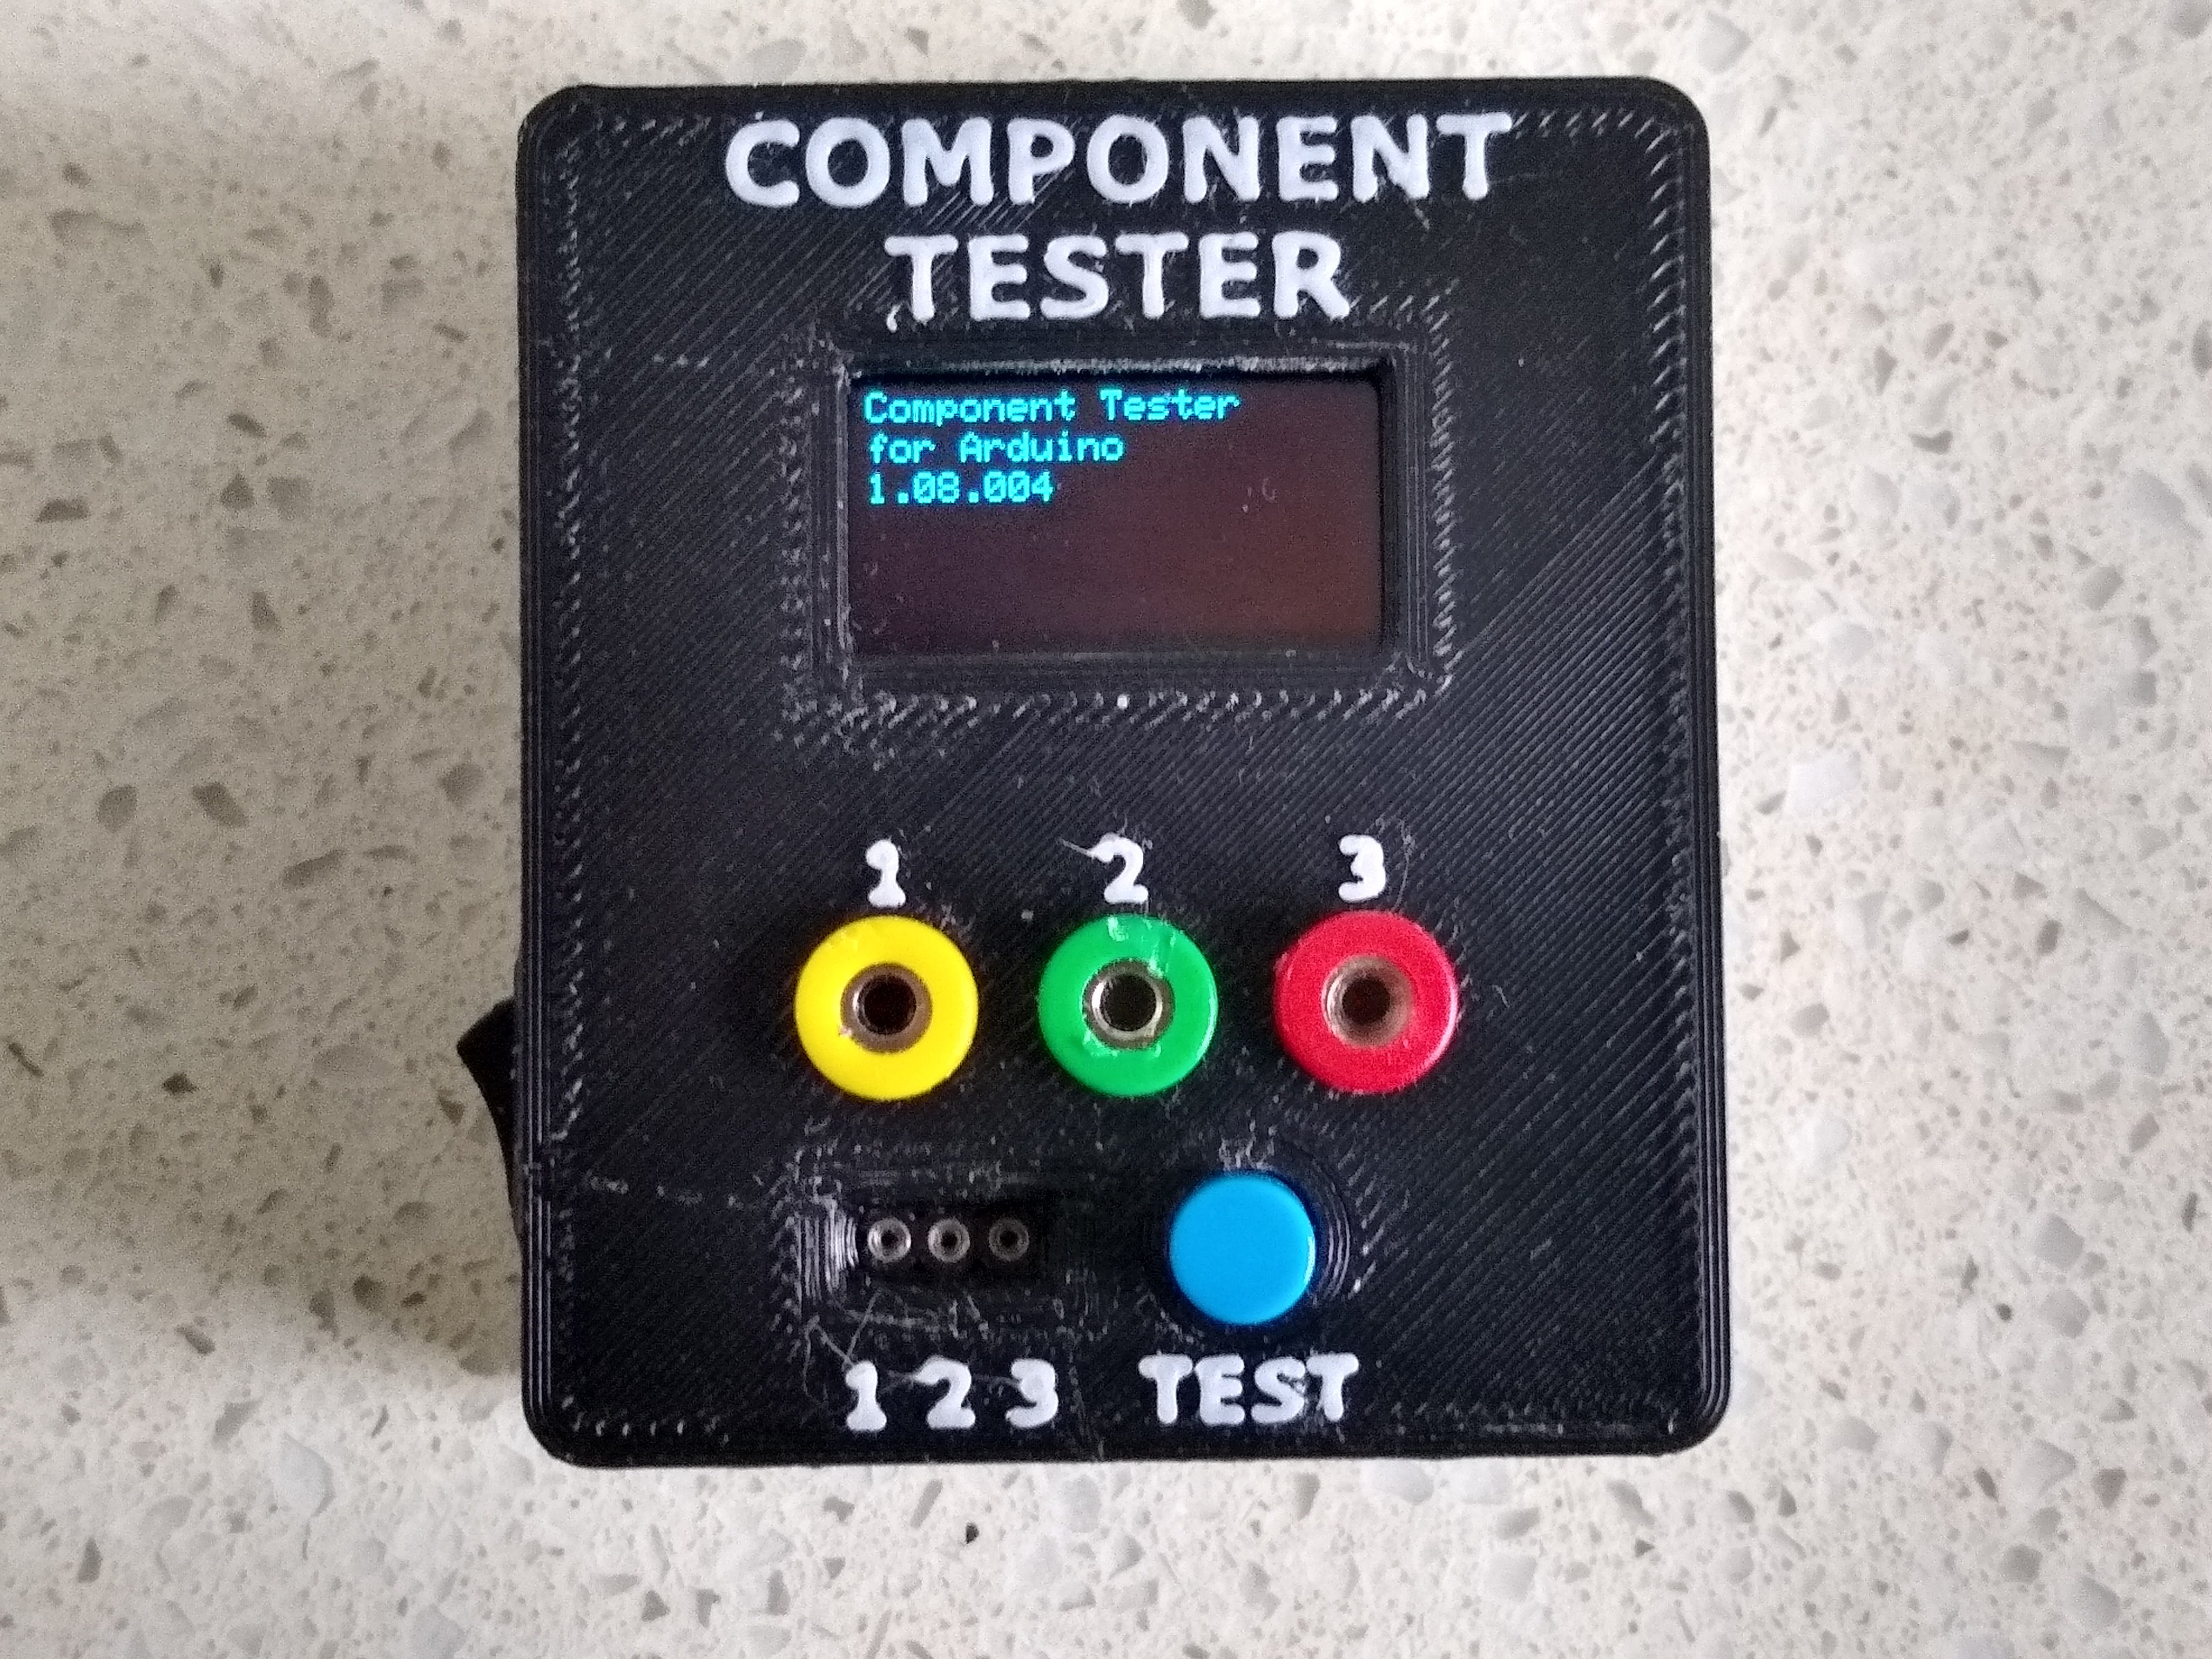 COMPONENT
TESTER
Component Tester
for Arduino
1.08.004
1 2 3
1 2 3 TEST